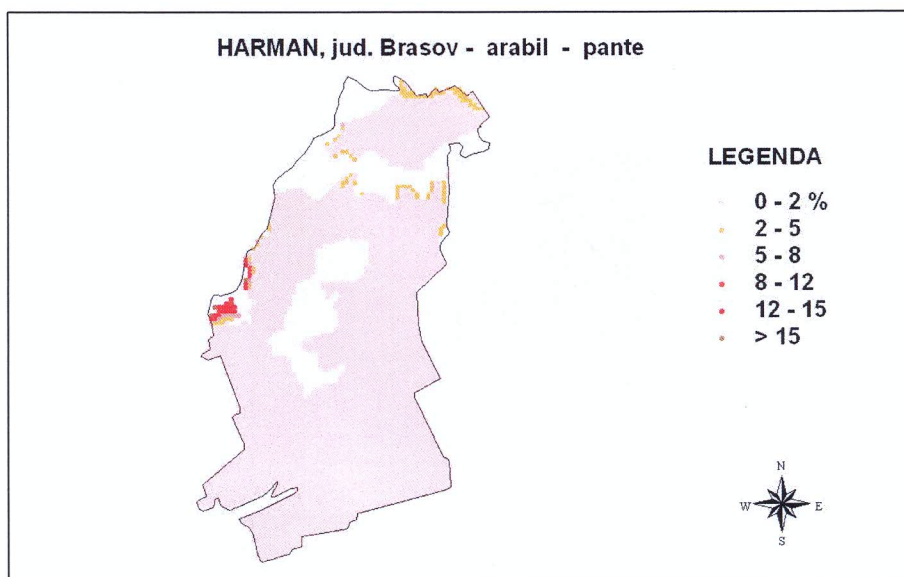 HARMAN, jud. Brasov - arabil - pante
LEGENDA
0 - 2 %
2 - 5
5 - 8
8 - 12
12 - 15
> 15
N
W E
S